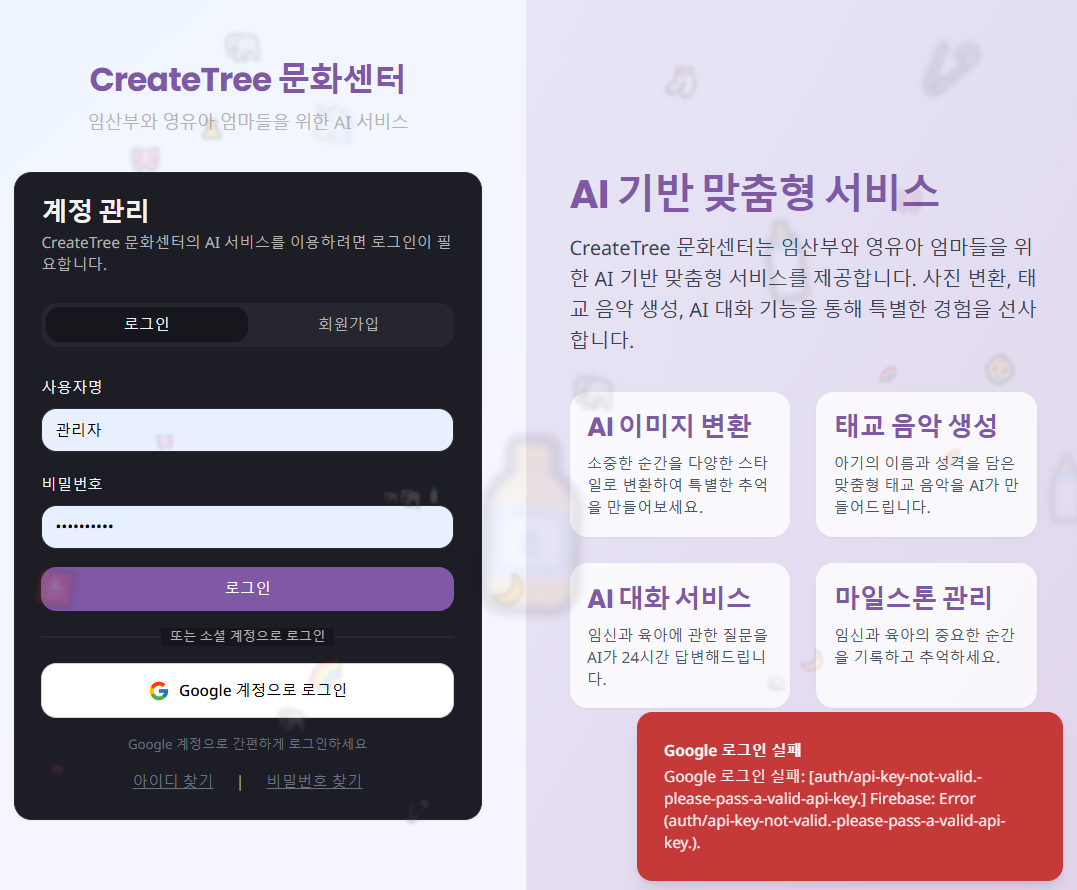 CreateTree 문화센터
임산부와 영유아 엄마들을 위한 AI 서비스
계정 관리
CreateTree 문화센터의 AI 서비스를 이용하려면 로그인이 필
요합니다.
로그인
회원가입
사용자명
관리자
비밀번호
••••••••••
로그인
또는 소셜 계정으로 로그인
Google 계정으로 로그인
Google 계정으로 간편하게 로그인하세요
아이디 찾기 | 비밀번호 찾기
AI 기반 맞춤형 서비스
CreateTree 문화센터는 임산부와 영유아 엄마들을 위
한 AI 기반 맞춤형 서비스를 제공합니다. 사진 변환, 태
교 음악 생성, AI 대화 기능을 통해 특별한 경험을 선사
합니다.
AI 이미지 변환
소중한 순간을 다양한 스타
일로 변환하여 특별한 추억
을 만들어보세요.
태교 음악 생성
아기의 이름과 성격을 담은
맞춤형 태교 음악을 AI가 만
들어드립니다.
AI 대화 서비스
임신과 육아에 관한 질문을
AI가 24시간 답변해드립니
다.
마일스톤 관리
임신과 육아의 중요한 순간
을 기록하고 추억하세요.
Google 로그인 실패
Google 로그인 실패: [auth/api-key-not-valid.-
please-pass-a-valid-api-key.] Firebase: Error
(auth/api-key-not-valid.-please-pass-a-valid-api-
key.).